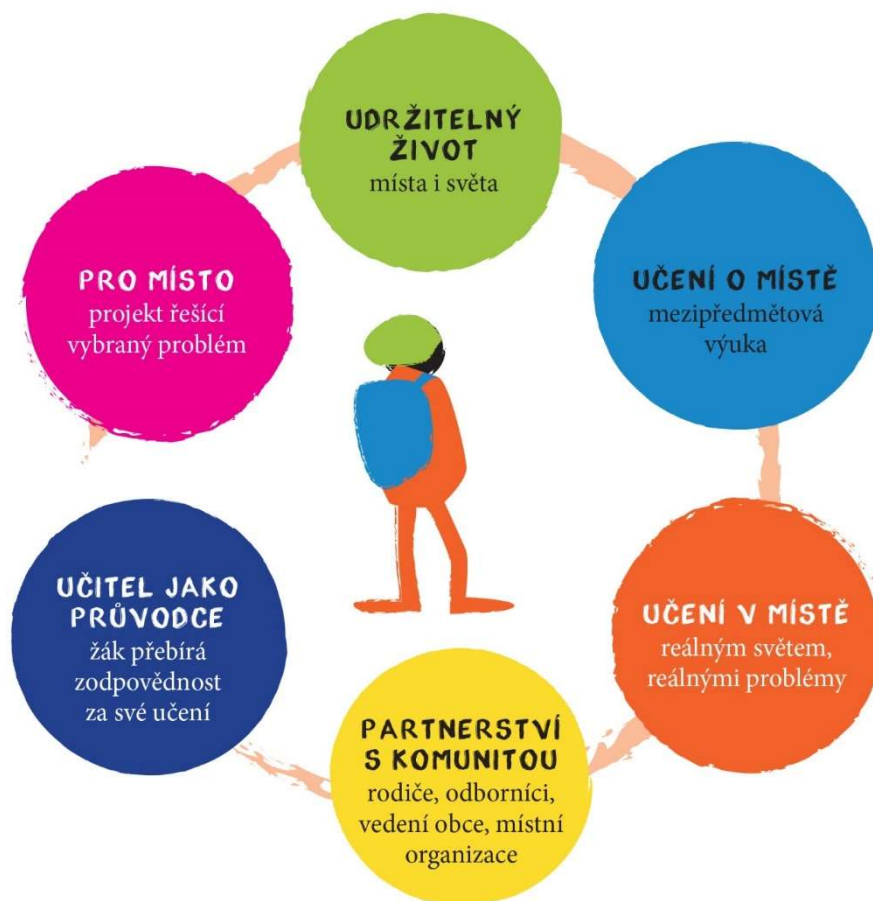 UDRŽITELNÝ
ŽIVOT
místa i světa
UČENÍ O MÍSTĚ
mezipředmětová
výuka
UČENÍ V MÍSTĚ
reálným světem,
reálnými problémy
PARTNERSTVÍ
S KOMUNITOU
rodiče, odborníci,
vedení obce, místní
organizace
UČITEL JAKO
PRŮVODCE
žák přebírá
zodpovědnost
za své učení
PRO MÍSTO
projekt řešící
vybraný problém